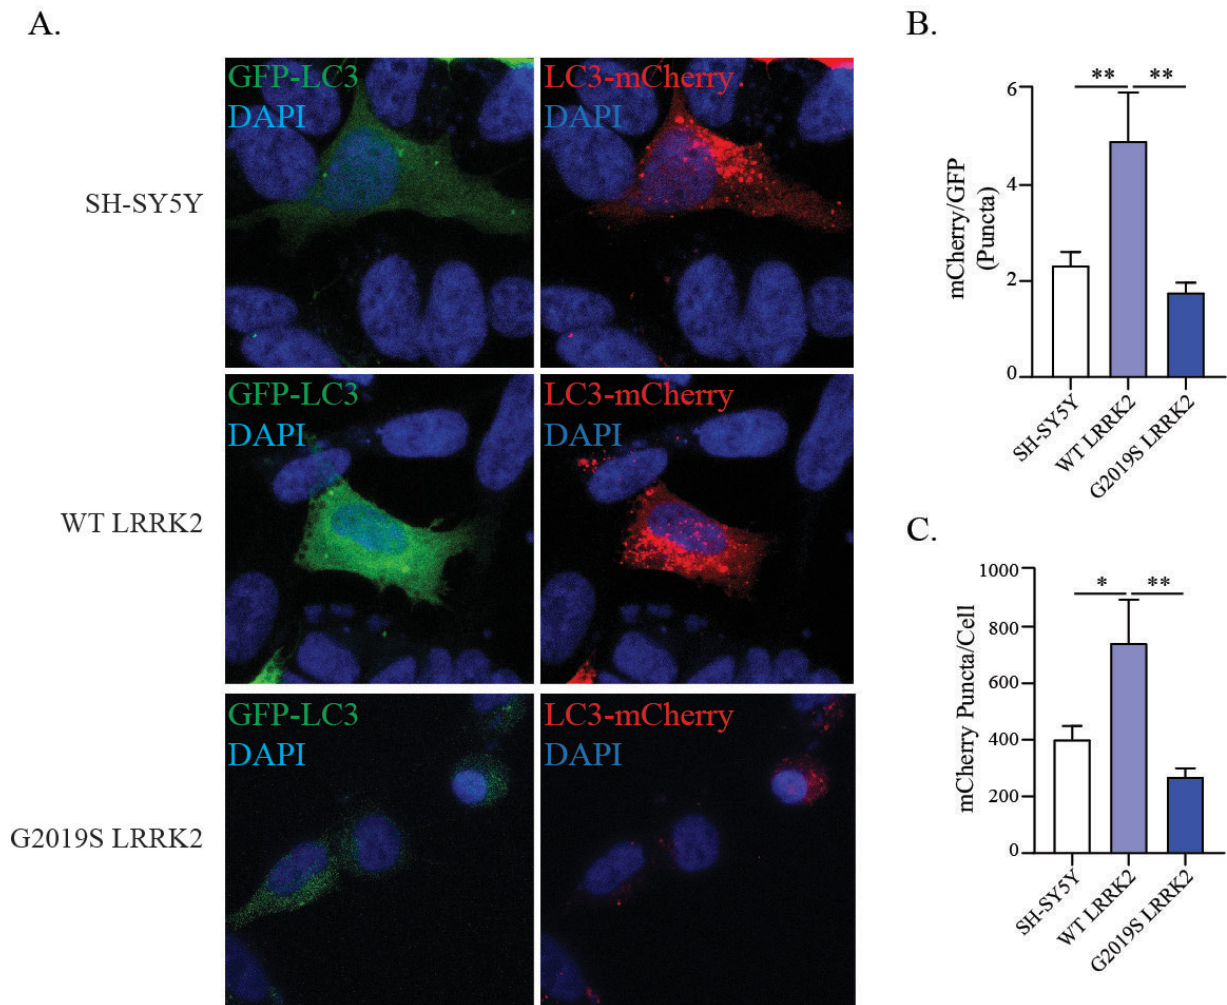 A.
GFP-LC3
DAPI
LC3-mCherry
DAPI
SH-SY5Y
GFP-LC3
DAPI
LC3-mCherry
DAPI
WT LRRK2
GFP-LC3
DAPI
LC3-mCherry
DAPI
G2019S LRRK2
B.
** **
6
4
2
0
mCherry/GFP
(Puncta)
SH-SY5Y
WT LRRK2
G2019S LRRK2
C.
* **
1000
800
600
400
200
0
mCherry Puncta/Cell
SH-SY5Y
WT LRRK2
G2019S LRRK2